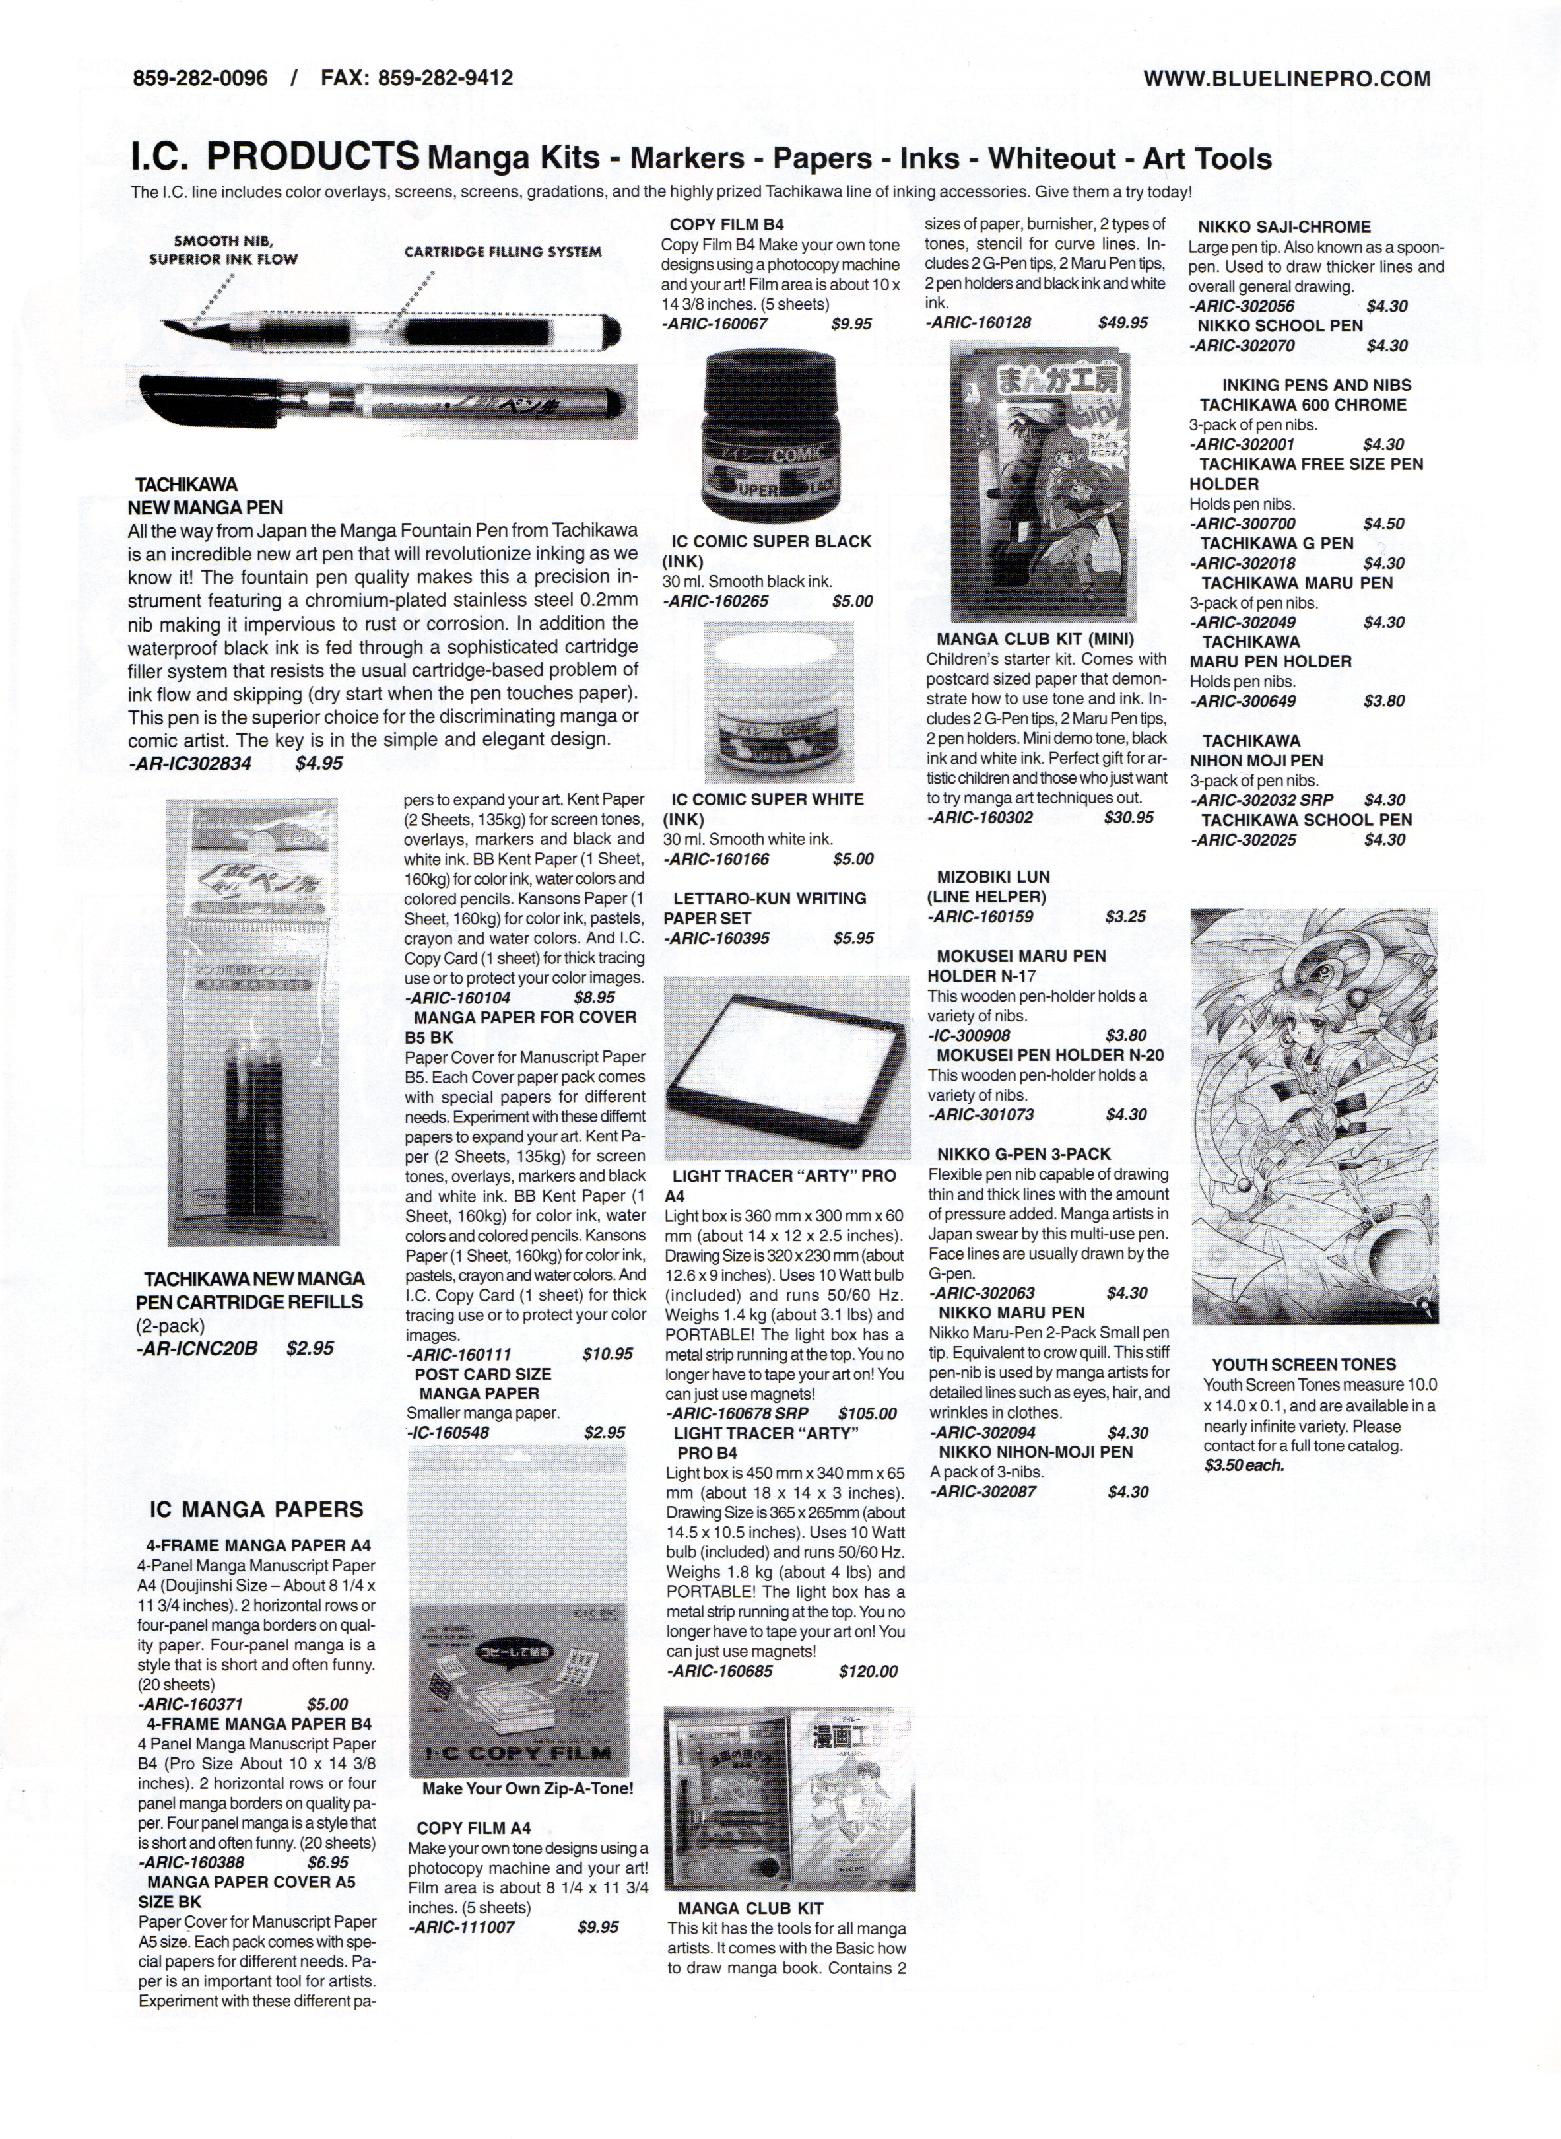 859-282-0096 / FAX: 859-282-9412
WWW.BLUELINEPRO.COM
I.C. PRODUCTS Manga Kits - Markers - Papers - Inks - Whiteout - Art Tools
The I.C. line includes color overlays, screens, screens, gradations, and the highly prized Tachikawa line of inking accessories. Give them a try today!
SMOOTH NIB,
SUPERIOR INK FLOW
CARTRIDGE FILLING SYSTEM
TACHIKAWA
NEW MANGA PEN
All the way from Japan the Manga Fountain Pen from Tachikawa
is an incredible new art pen that will revolutionize inking as we
know it! The fountain pen quality makes this a precision in-
strument featuring a chromium-plated stainless steel 0.2mm
nib making it impervious to rust or corrosion. In addition the
waterproof black ink is fed through a sophisticated cartridge
filler system that resists the usual cartridge-based problem of
ink flow and skipping (dry start when the pen touches paper).
This pen is the superior choice for the discriminating manga or
comic artist. The key is in the simple and elegant design.
-AR-IC302834 $4.95
TACHIKAWA NEW MANGA
PEN CARTRIDGE REFILLS
(2-pack)
-AR-ICNC20B $2.95
IC MANGA PAPERS
4-FRAME MANGA PAPER A4
4-Panel Manga Manuscript Paper
A4 (Doujinshi Size – About 8 1/4 x
11 3/4 inches). 2 horizontal rows or
four-panel manga borders on qual-
ity paper. Four-panel manga is a
style that is short and often funny.
(20 sheets)
-ARIC-160371 $5.00
4-FRAME MANGA PAPER B4
4 Panel Manga Manuscript Paper
B4 (Pro Size About 10 x 14 3/8
inches). 2 horizontal rows or four
panel manga borders on quality pa-
per. Four panel manga is a style that
is short and often funny. (20 sheets)
-ARIC-160388 $6.95
MANGA PAPER COVER A5
SIZE BK
Paper Cover for Manuscript Paper
A5 size. Each pack comes with spe-
cial papers for different needs. Pa-
per is an important tool for artists.
Experiment with these different pa-
pers to expand your art. Kent Paper
(2 Sheets, 135kg) for screen tones,
overlays, markers and black and
white ink. BB Kent Paper (1 Sheet,
160kg) for color ink, water colors and
colored pencils. Kansons Paper (1
Sheet, 160kg) for color ink, pastels,
crayon and water colors. And I.C.
Copy Card (1 sheet) for thick tracing
use or to protect your color images.
-ARIC-160104 $8.95
MANGA PAPER FOR COVER
B5 BK
Paper Cover for Manuscript Paper
B5. Each Cover paper pack comes
with special papers for different
needs. Experiment with these differnt
papers to expand your art. Kent Pa-
per (2 Sheets, 135kg) for screen
tones, overlays, markers and black
and white ink. BB Kent Paper (1
Sheet, 160kg) for color ink, water
colors and colored pencils. Kansons
Paper (1 Sheet, 160kg) for color ink,
pastels, crayon and water colors. And
I.C. Copy Card (1 sheet) for thick
tracing use or to protect your color
images.
-ARIC-160111 $10.95
POST CARD SIZE
MANGA PAPER
Smaller manga paper.
-IC-160548 $2.95
コピーして作る
I·C COPY FILM
Make Your Own Zip-A-Tone!
COPY FILM A4
Make your own tone designs using a
photocopy machine and your art!
Film area is about 8 1/4 x 11 3/4
inches. (5 sheets)
-ARIC-111007 $9.95
COPY FILM B4
Copy Film B4 Make your own tone
designs using a photocopy machine
and your art! Film area is about 10 x
14 3/8 inches. (5 sheets)
-ARIC-160067 $9.95
アイシー COMIC
SUPER BLACK
IC COMIC SUPER BLACK
(INK)
30 ml. Smooth black ink.
-ARIC-160265 $5.00
アイシー COMIC
IC COMIC SUPER WHITE
(INK)
30 ml. Smooth white ink.
-ARIC-160166 $5.00
LETTARO-KUN WRITING
PAPER SET
-ARIC-160395 $5.95
LIGHT TRACER “ARTY” PRO
A4
Light box is 360 mm x 300 mm x 60
mm (about 14 x 12 x 2.5 inches).
Drawing Size is 320 x 230 mm (about
12.6 x 9 inches). Uses 10 Watt bulb
(included) and runs 50/60 Hz.
Weighs 1.4 kg (about 3.1 lbs) and
PORTABLE! The light box has a
metal strip running at the top. You no
longer have to tape your art on! You
can just use magnets!
-ARIC-160678 SRP $105.00
LIGHT TRACER “ARTY”
PRO B4
Light box is 450 mm x 340 mm x 65
mm (about 18 x 14 x 3 inches).
Drawing Size is 365 x 265mm (about
14.5 x 10.5 inches). Uses 10 Watt
bulb (included) and runs 50/60 Hz.
Weighs 1.8 kg (about 4 lbs) and
PORTABLE! The light box has a
metal strip running at the top. You no
longer have to tape your art on! You
can just use magnets!
-ARIC-160685 $120.00
漫画工
MANGA CLUB KIT
This kit has the tools for all manga
artists. It comes with the Basic how
to draw manga book. Contains 2
sizes of paper, burnisher, 2 types of
tones, stencil for curve lines. In-
cludes 2 G-Pen tips, 2 Maru Pen tips,
2 pen holders and black ink and white
ink.
-ARIC-160128 $49.95
まんが工房
MANGA CLUB KIT (MINI)
Children's starter kit. Comes with
postcard sized paper that demon-
strate how to use tone and ink. In-
cludes 2 G-Pen tips, 2 Maru Pen tips,
2 pen holders. Mini demo tone, black
ink and white ink. Perfect gift for ar-
tistic children and those who just want
to try manga art techniques out.
-ARIC-160302 $30.95
MIZOBIKI LUN
(LINE HELPER)
-ARIC-160159 $3.25
MOKUSEI MARU PEN
HOLDER N-17
This wooden pen-holder holds a
variety of nibs.
-IC-300908 $3.80
MOKUSEI PEN HOLDER N-20
This wooden pen-holder holds a
variety of nibs.
-ARIC-301073 $4.30
NIKKO G-PEN 3-PACK
Flexible pen nib capable of drawing
thin and thick lines with the amount
of pressure added. Manga artists in
Japan swear by this multi-use pen.
Face lines are usually drawn by the
G-pen.
-ARIC-302063 $4.30
NIKKO MARU PEN
Nikko Maru-Pen 2-Pack Small pen
tip. Equivalent to crow quill. This stiff
pen-nib is used by manga artists for
detailed lines such as eyes, hair, and
wrinkles in clothes.
-ARIC-302094 $4.30
NIKKO NIHON-MOJI PEN
A pack of 3-nibs.
-ARIC-302087 $4.30
NIKKO SAJI-CHROME
Large pen tip. Also known as a spoon-
pen. Used to draw thicker lines and
overall general drawing.
-ARIC-302056 $4.30
NIKKO SCHOOL PEN
-ARIC-302070 $4.30
INKING PENS AND NIBS
TACHIKAWA 600 CHROME
3-pack of pen nibs.
-ARIC-302001 $4.30
TACHIKAWA FREE SIZE PEN
HOLDER
Holds pen nibs.
-ARIC-300700 $4.50
TACHIKAWA G PEN
-ARIC-302018 $4.30
TACHIKAWA MARU PEN
3-pack of pen nibs.
-ARIC-302049 $4.30
TACHIKAWA
MARU PEN HOLDER
Holds pen nibs.
-ARIC-300649 $3.80
TACHIKAWA
NIHON MOJI PEN
3-pack of pen nibs.
-ARIC-302032 SRP $4.30
TACHIKAWA SCHOOL PEN
-ARIC-302025 $4.30
YOUTH SCREEN TONES
Youth Screen Tones measure 10.0
x 14.0 x 0.1, and are available in a
nearly infinite variety. Please
contact for a full tone catalog.
$3.50 each.